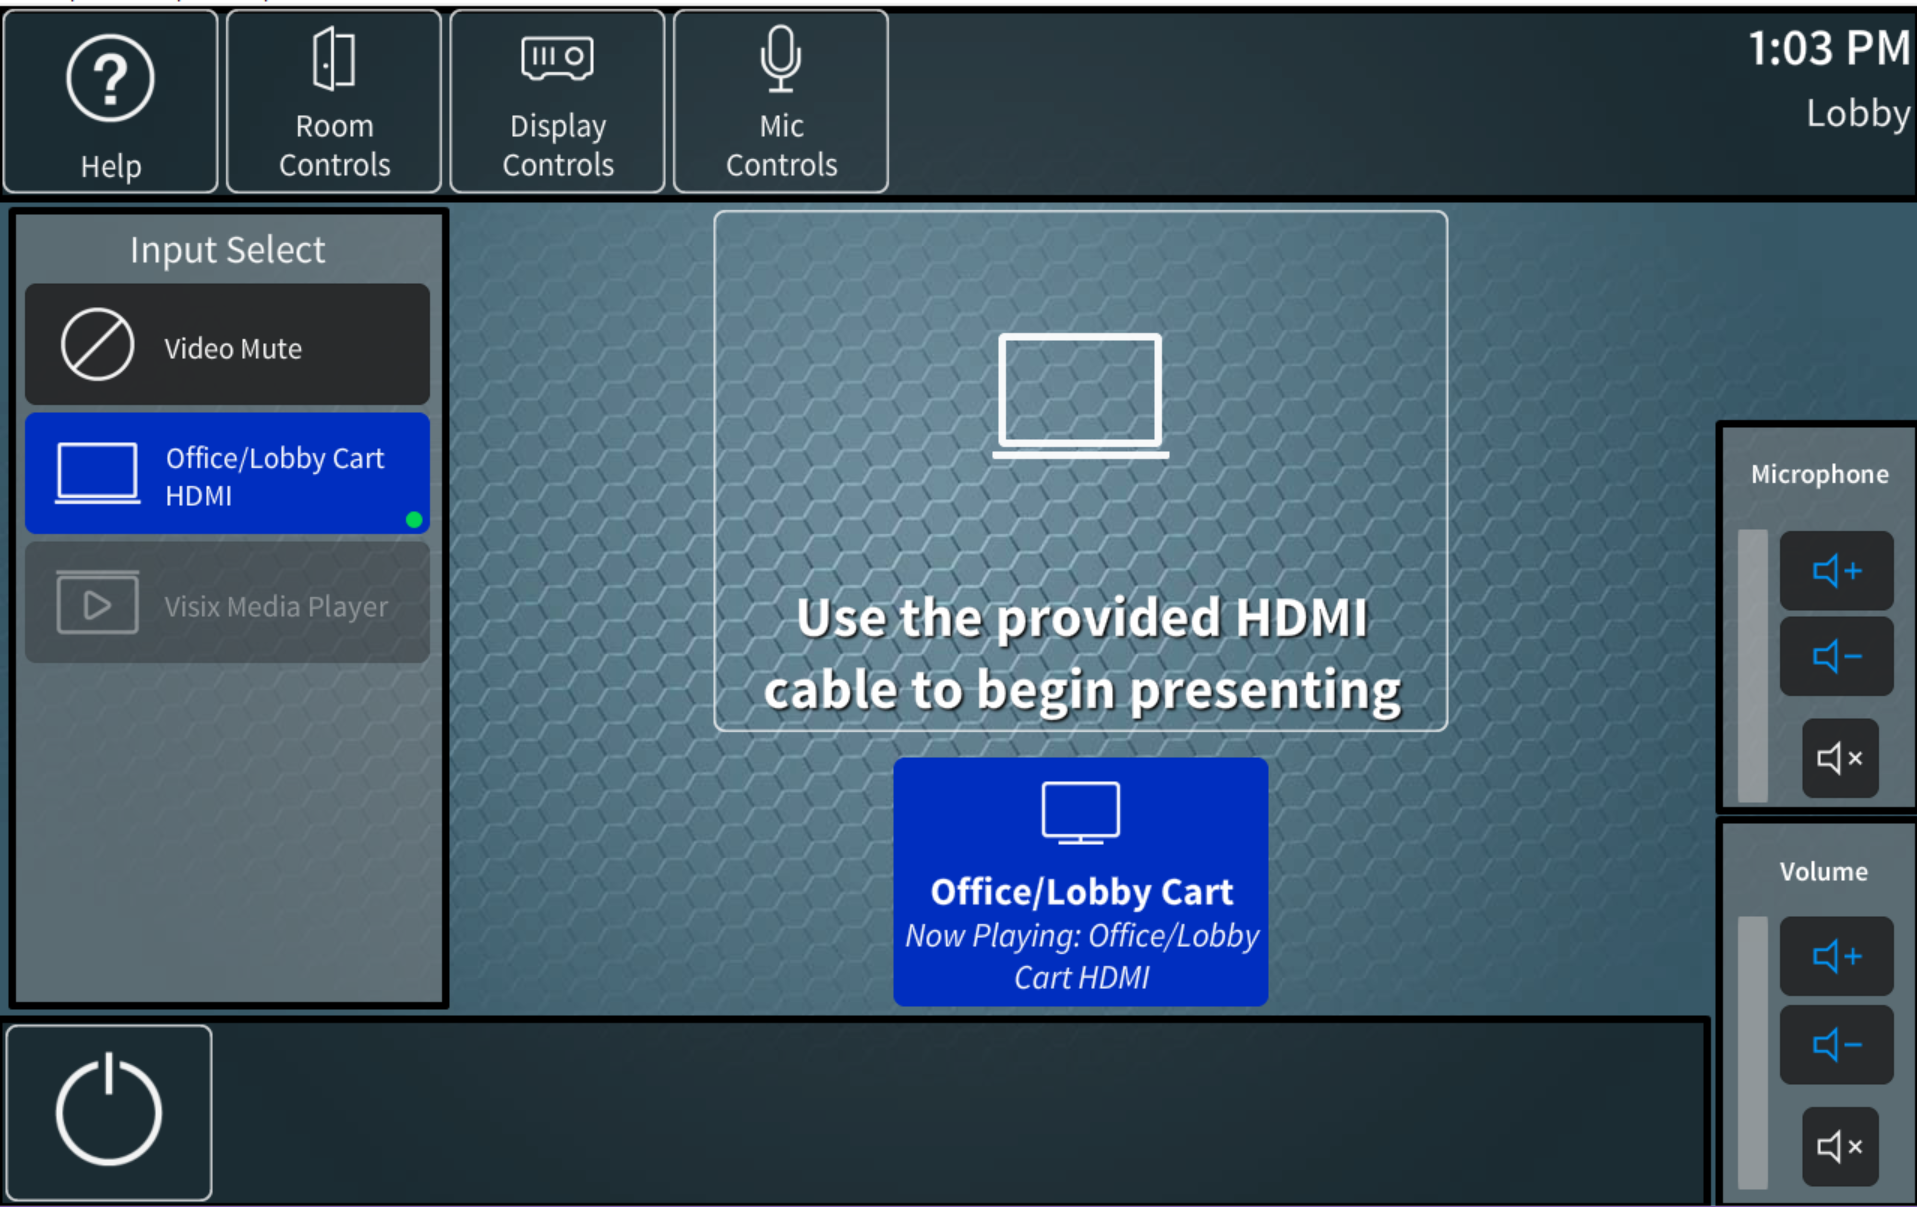 Help
Room
Controls
Display
Controls
Mic
Controls
1:03 PM
Lobby
Input Select
Video Mute
Office/Lobby Cart
HDMI
Visix Media Player
Use the provided HDMI
cable to begin presenting
Office/Lobby Cart
Now Playing: Office/Lobby
Cart HDMI
Microphone
Volume